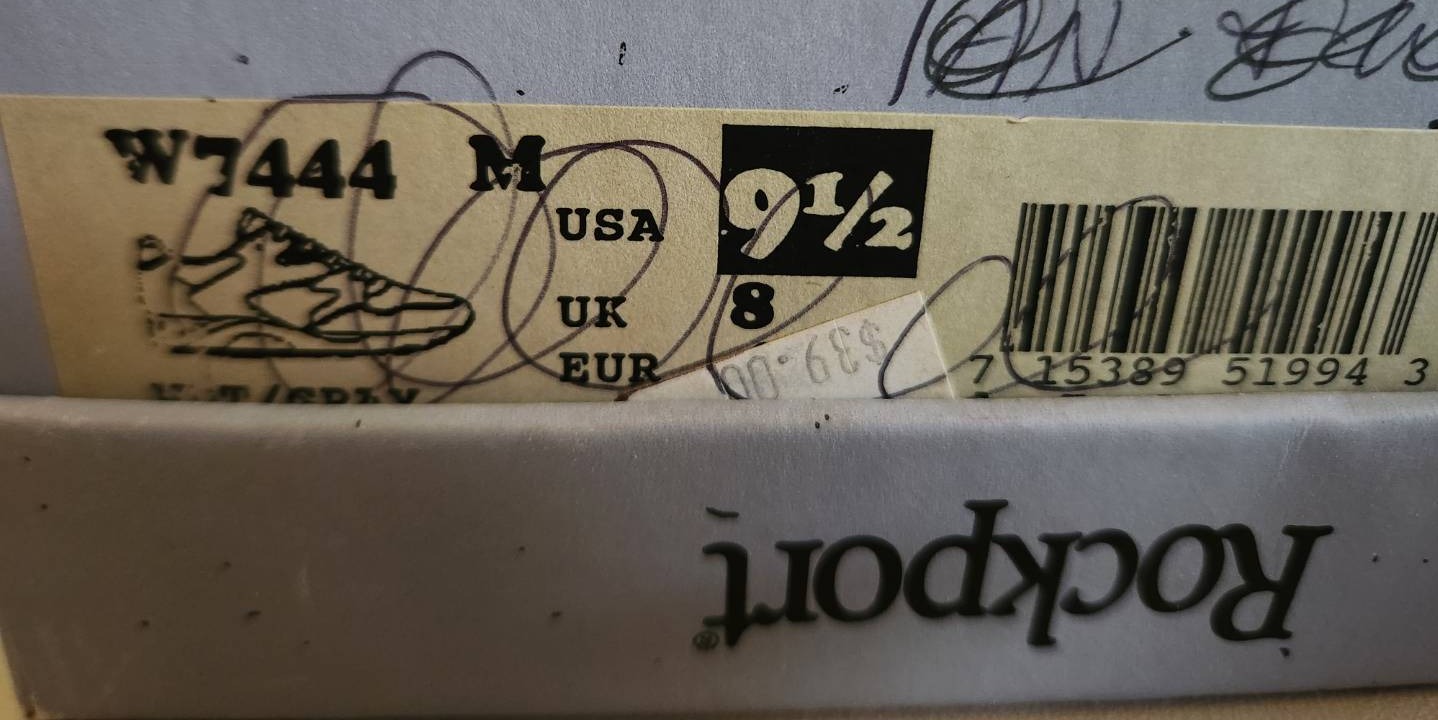 W7444 M
USA 9½
UK 8
EUR
$39.00
7 15389 51994 3
Rockport®